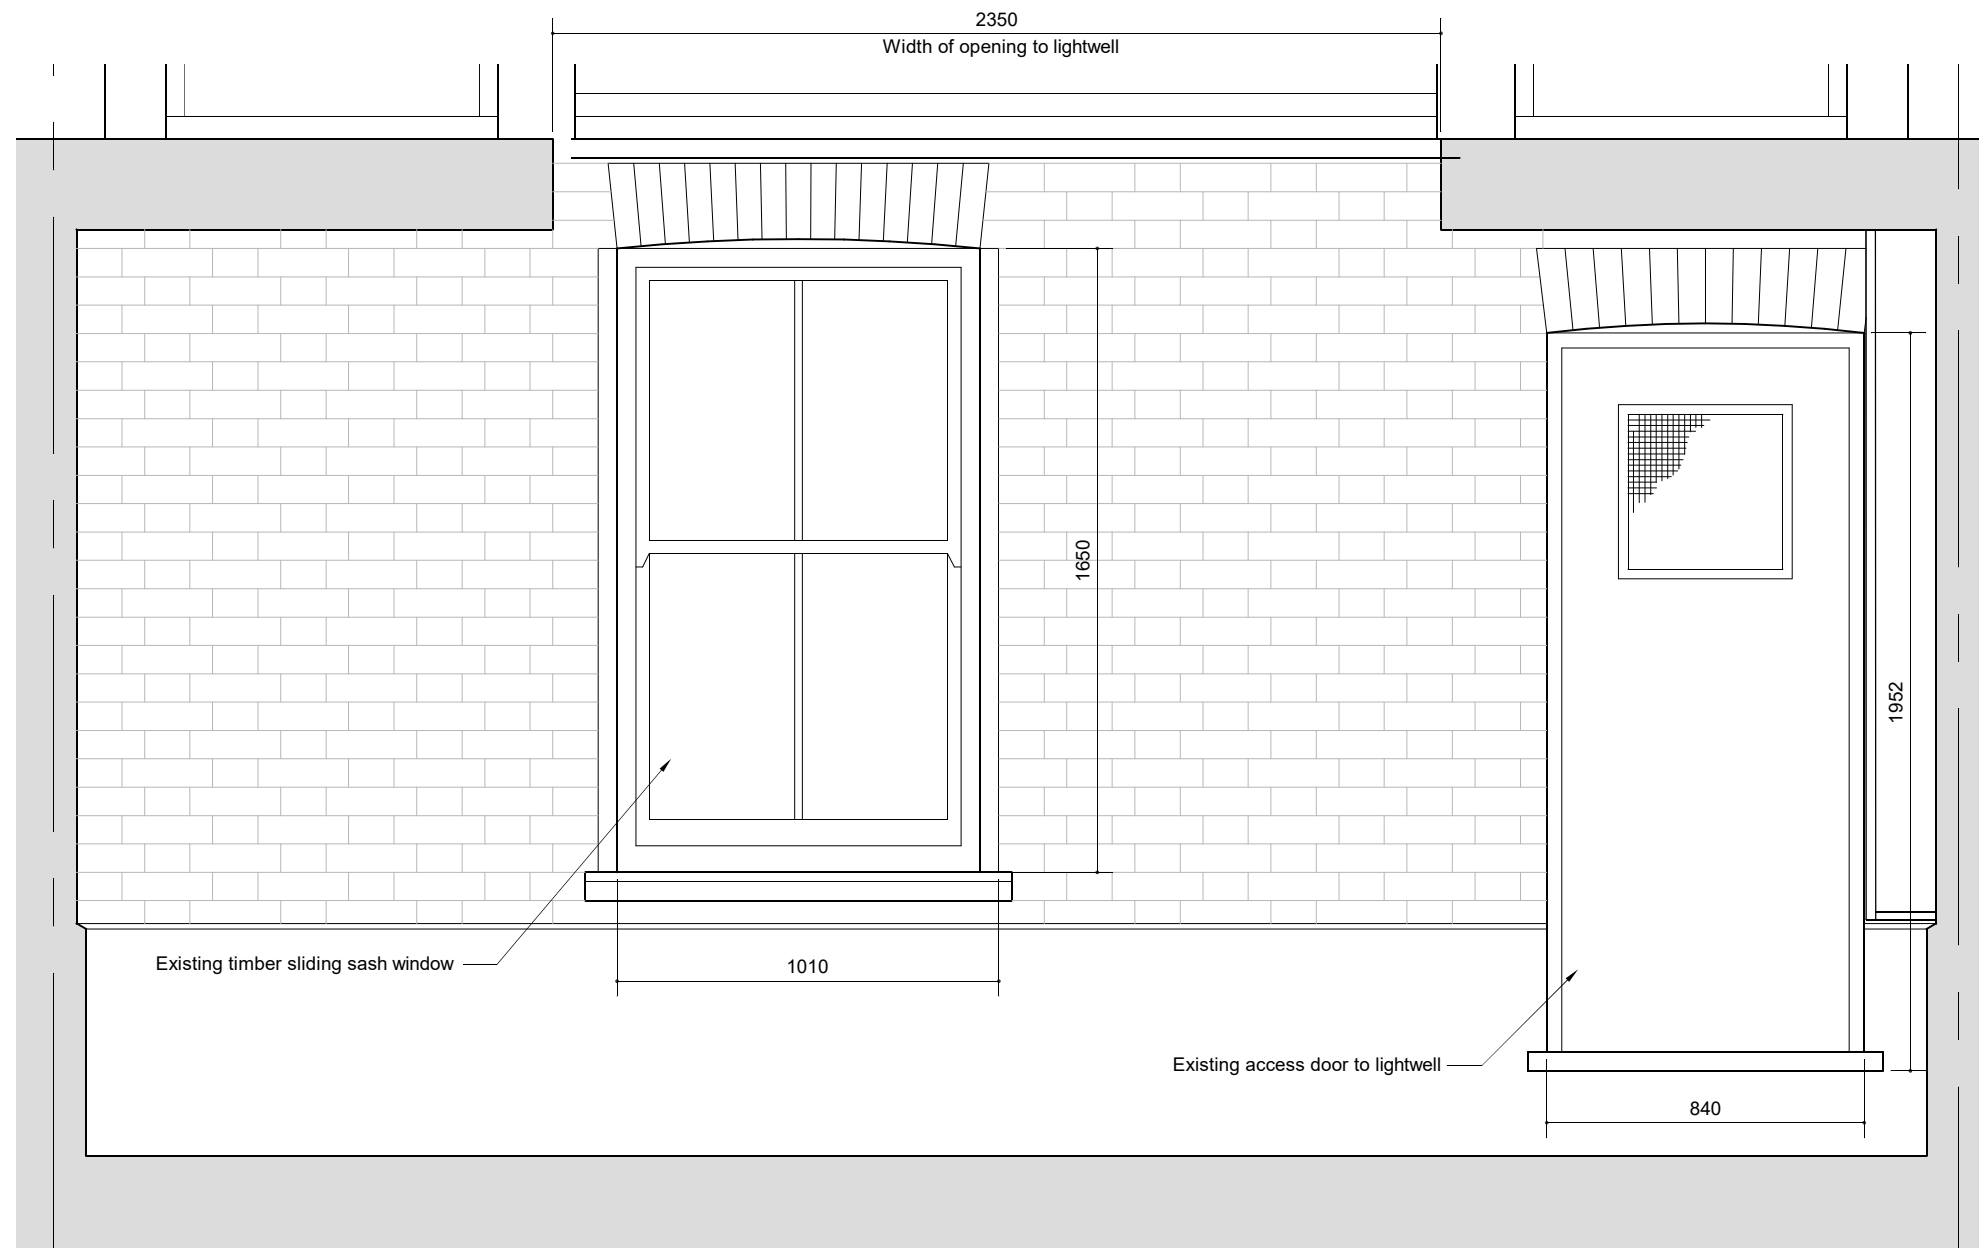 2350
Width of opening to lightwell
1650
1952
Existing timber sliding sash window
1010
Existing access door to lightwell
840